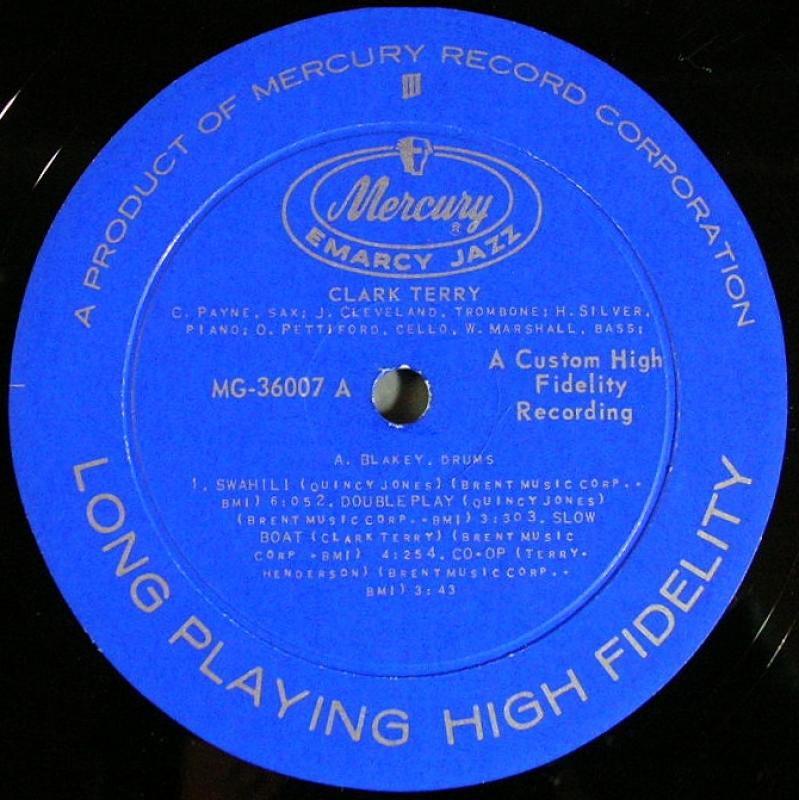 A PRODUCT OF MERCURY RECORD CORPORATION
Mercury
®
EMARCY JAZZ
CLARK TERRY
C. PAYNE, SAX; J. CLEVELAND, TROMBONE; H. SILVER,
PIANO; O. PETTIFORD, CELLO, W. MARSHALL, BASS;
MG-36007 A
A Custom High
Fidelity
Recording
A. BLAKEY, DRUMS
1. SWAHILI (QUINCY JONES) (BRENT MUSIC CORP.-
BMI) 6:05 2. DOUBLE PLAY (QUINCY JONES)
(BRENT MUSIC CORP.-BMI) 3:30 3. SLOW
BOAT (CLARK TERRY) (BRENT MUSIC
CORP -BMI) 4:25 4. CO-OP (TERRY-
HENDERSON) (BRENT MUSIC CORP.-
BMI) 3:43
LONG PLAYING HIGH FIDELITY